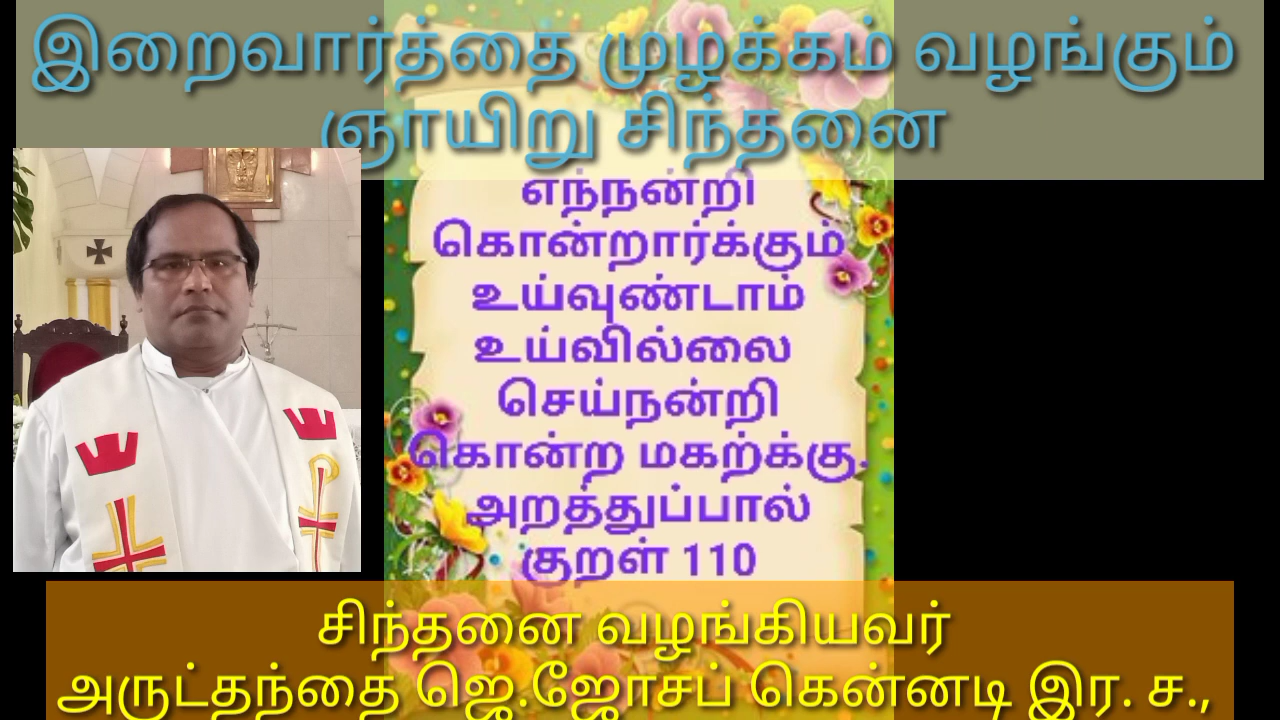 இறைவார்த்தை முழக்கம் வழங்கும்
ஞாயிறு சிந்தனை
எந்நன்றி
கொன்றார்க்கும்
உய்வுண்டாம்
உய்வில்லை
செய்நன்றி
கொன்ற மகற்க்கு.
அறத்துப்பால்
குறள் 110
சிந்தனை வழங்கியவர்
அருட்தந்தை ஜெ.ஜோசப் கென்னடி இர. ச.,